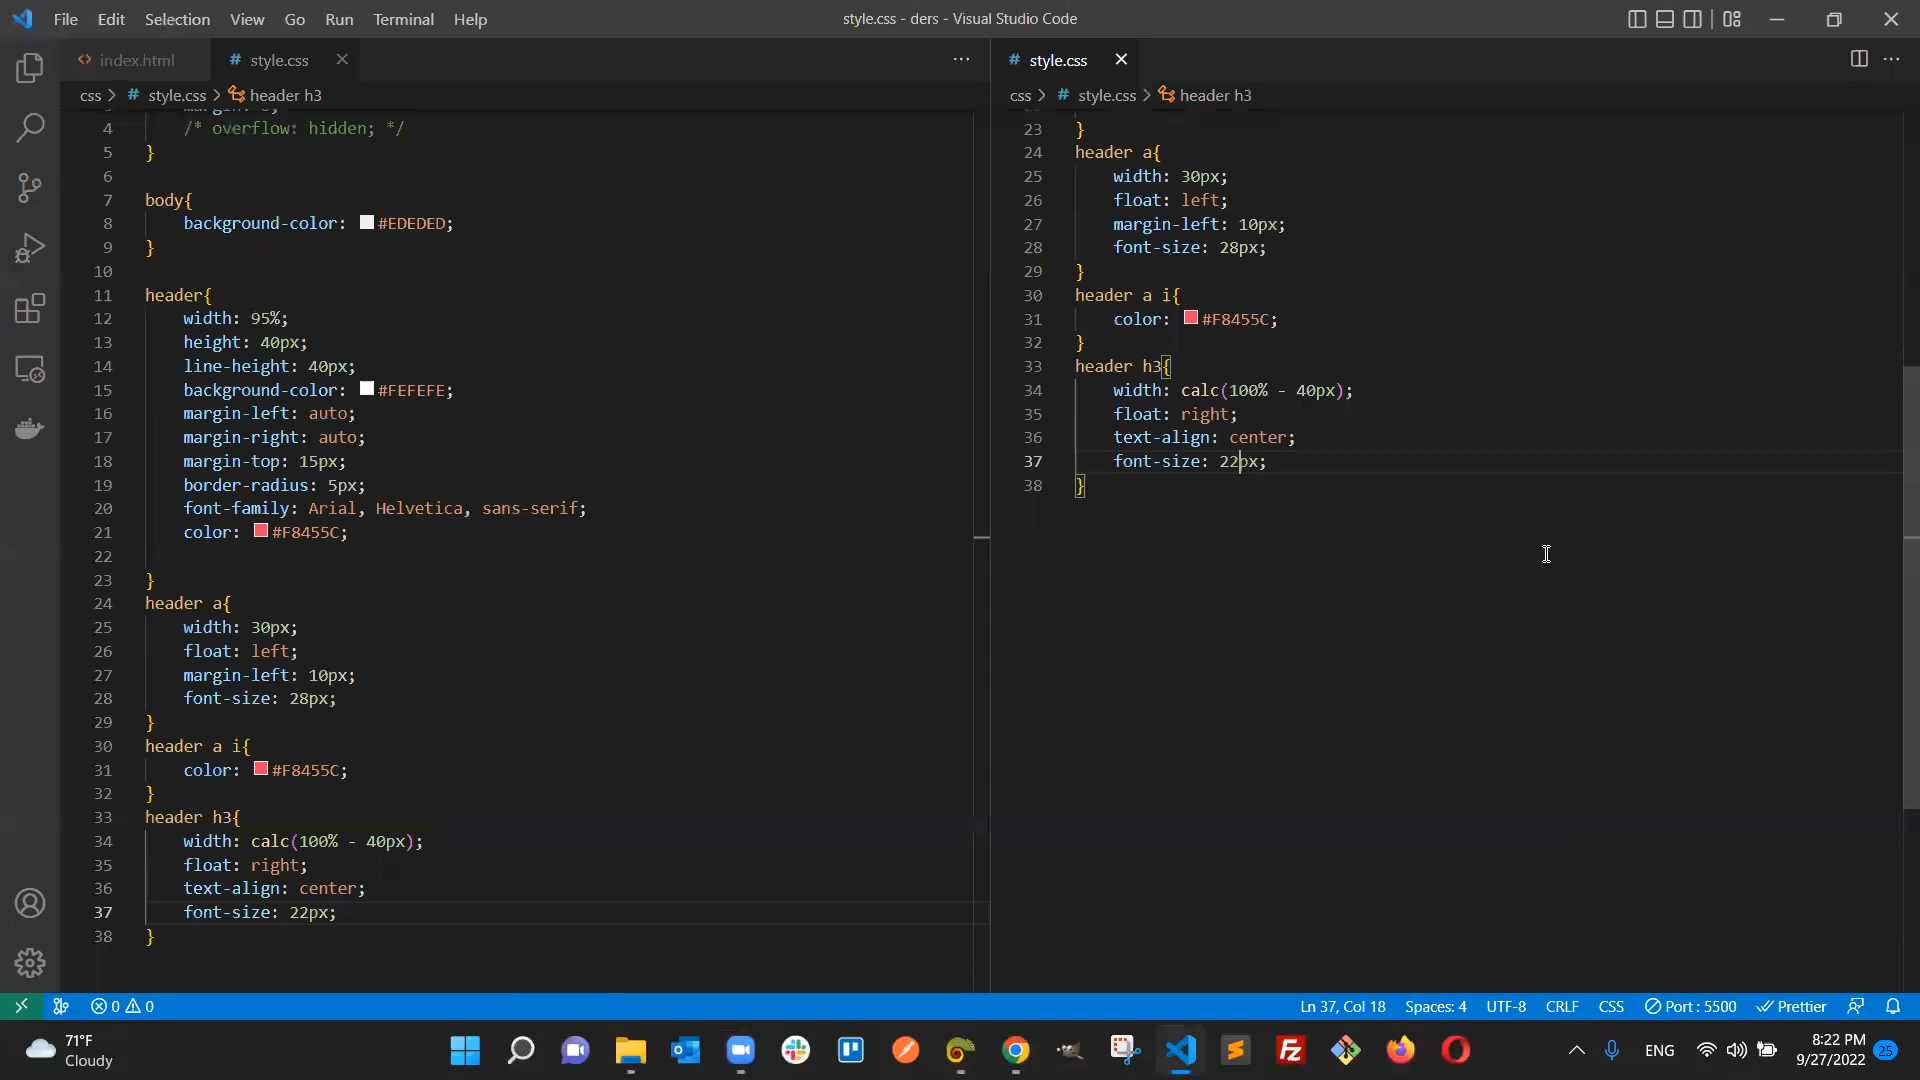 File Edit Selection View Go Run Terminal Help
style.css - ders - Visual Studio Code
index.html
# style.css
css > # style.css > header h3
4 /* overflow: hidden; */
5 }
6
7 body{
8 background-color: #EDEDED;
9 }
10
11 header{
12 width: 95%;
13 height: 40px;
14 line-height: 40px;
15 background-color: #FEFEFE;
16 margin-left: auto;
17 margin-right: auto;
18 margin-top: 15px;
19 border-radius: 5px;
20 font-family: Arial, Helvetica, sans-serif;
21 color: #F8455C;
22
23 }
24 header a{
25 width: 30px;
26 float: left;
27 margin-left: 10px;
28 font-size: 28px;
29 }
30 header a i{
31 color: #F8455C;
32 }
33 header h3{
34 width: calc(100% - 40px);
35 float: right;
36 text-align: center;
37 font-size: 22px;
38 }
# style.css
css > # style.css > header h3
23 }
24 header a{
25 width: 30px;
26 float: left;
27 margin-left: 10px;
28 font-size: 28px;
29 }
30 header a i{
31 color: #F8455C;
32 }
33 header h3{
34 width: calc(100% - 40px);
35 float: right;
36 text-align: center;
37 font-size: 22px;
38 }
0 0
Ln 37, Col 18 Spaces: 4 UTF-8 CRLF CSS Port : 5500 Prettier
71°F
Cloudy
Fz
ENG
8:22 PM
9/27/2022
25